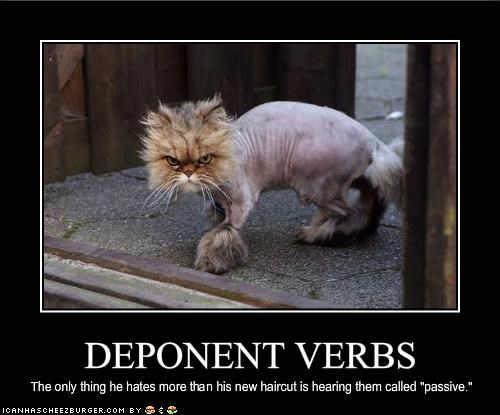 DEPONENT VERBS
The only thing he hates more than his new haircut is hearing them called "passive."
ICANHASCHEEZBURGER.COM BY